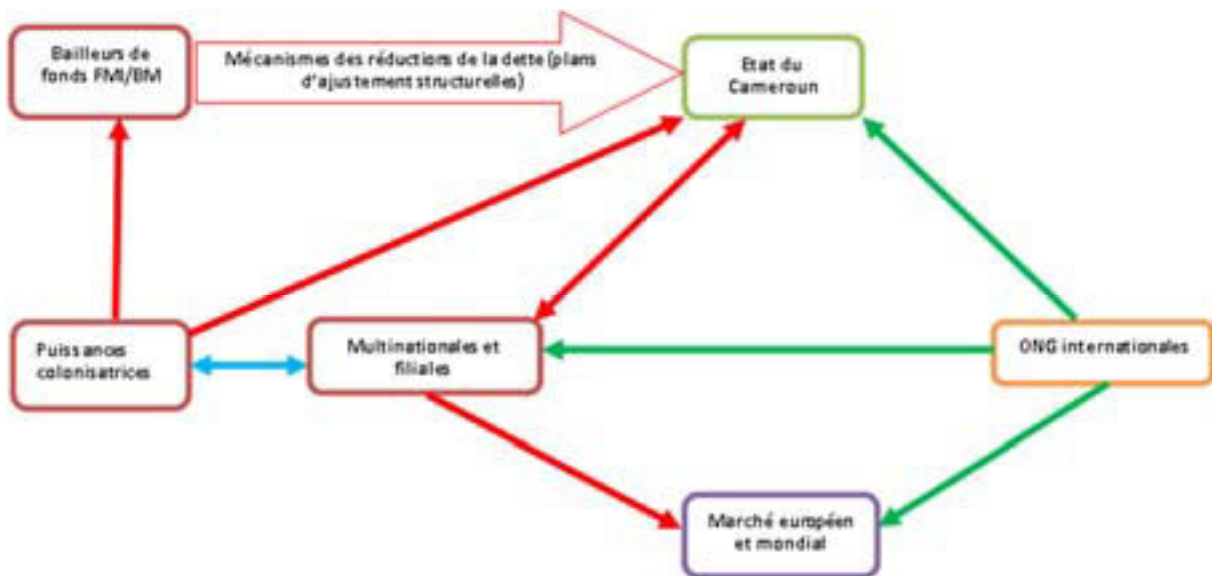 Bailleurs de
fonds FMI/BM
Mécanismes des réductions de la dette (plans
d'ajustement structurelles)
Etat du
Cameroun
Puissances
colonisatrices
Multinationales et
filiales
ONG internationales
Marché européen
et mondial